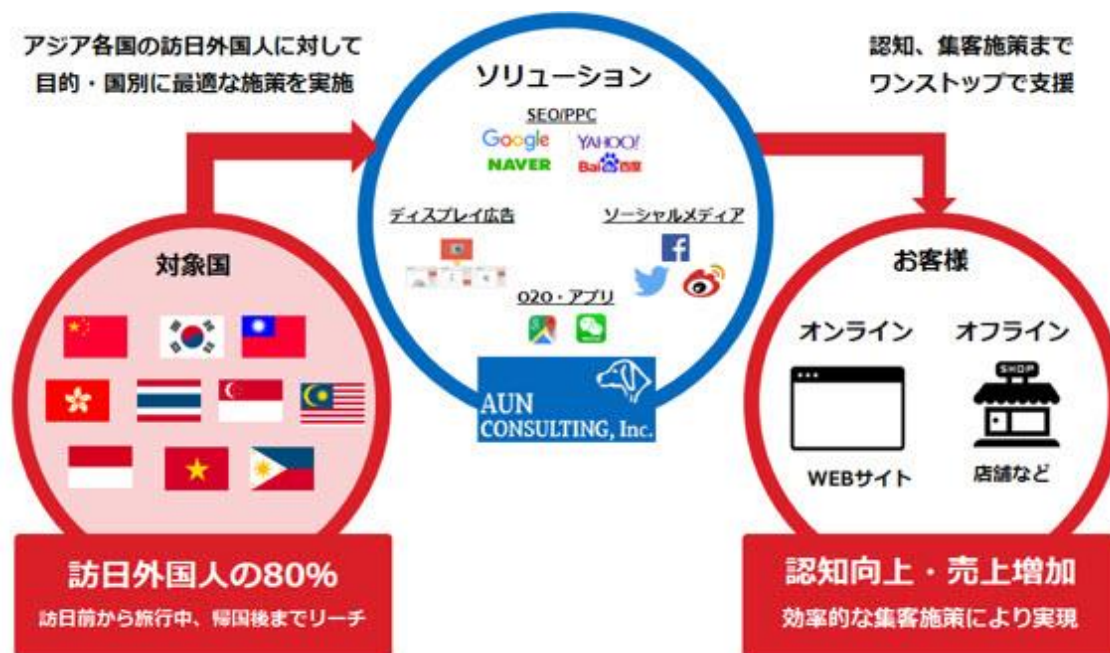 アジア各国の訪日外国人に対して
目的・国別に最適な施策を実施
ソリューション
SEO/PPC
Google
YAHOO!
NAVER
Bai百度
ディスプレイ広告
ソーシャルメディア
O2O・アプリ
AUN
CONSULTING, Inc.
認知、集客施策まで
ワンストップで支援
対象国
訪日外国人の80%
訪日前から旅行中、帰国後までリーチ
お客様
オンライン
オフライン
SHOP
WEBサイト
店舗など
認知向上・売上増加
効率的な集客施策により実現